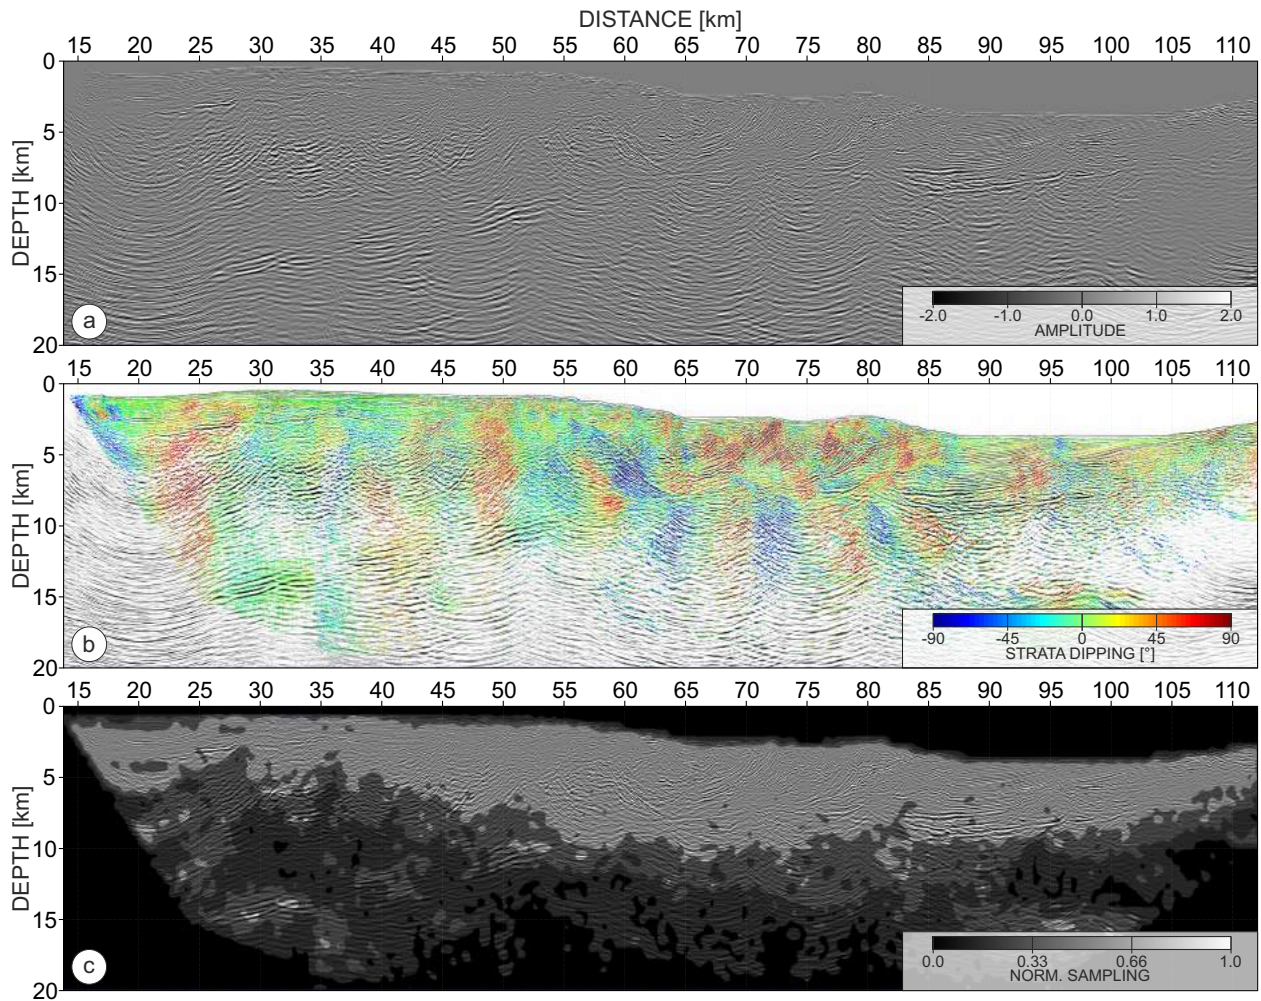 DISTANCE [km]
15 20 25 30 35 40 45 50 55 60 65 70 75 80 85 90 95 100 105 110
0
5
10
15
20
DEPTH [km]
a
-2.0 -1.0 0.0 1.0 2.0
AMPLITUDE
0
5
10
15
20
DEPTH [km]
b
-90 -45 0 45 90
STRATA DIPPING [°]
15 20 25 30 35 40 45 50 55 60 65 70 75 80 85 90 95 100 105 110
0
5
10
15
20
DEPTH [km]
c
0.0 0.33 0.66 1.0
NORM. SAMPLING
15 20 25 30 35 40 45 50 55 60 65 70 75 80 85 90 95 100 105 110